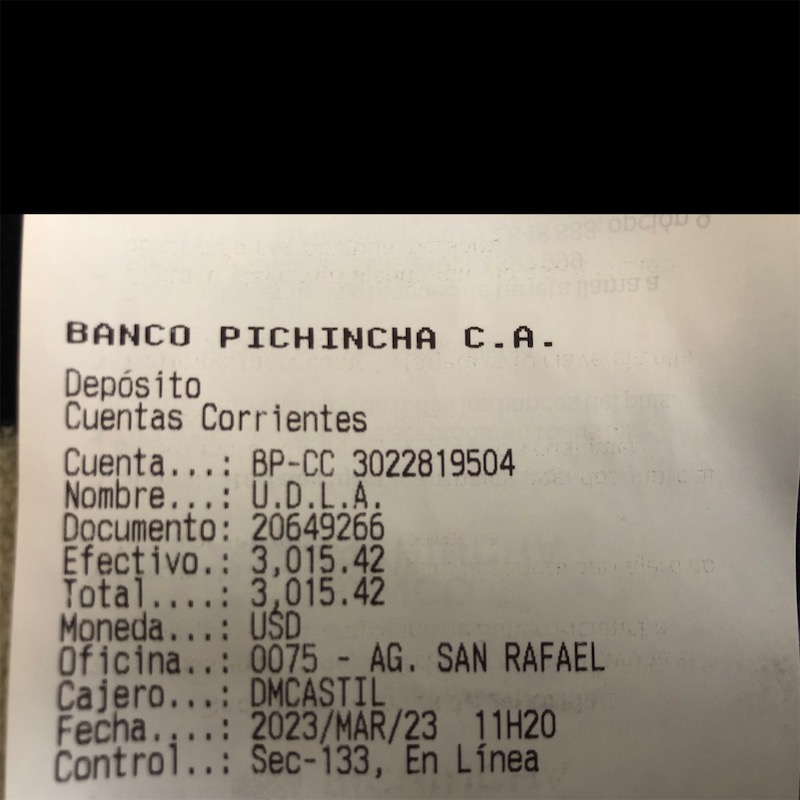 BANCO PICHINCHA C.A.
Depósito
Cuentas Corrientes
Cuenta...: BP-CC 3022819504
Nombre...: U.D.L.A.
Documento: 20649266
Efectivo.: 3,015.42
Total....: 3,015.42
Moneda...: USD
Oficina..: 0075 - AG. SAN RAFAEL
Cajero...: DMCASTIL
Fecha....: 2023/MAR/23 11H20
Control..: Sec-133, En Línea